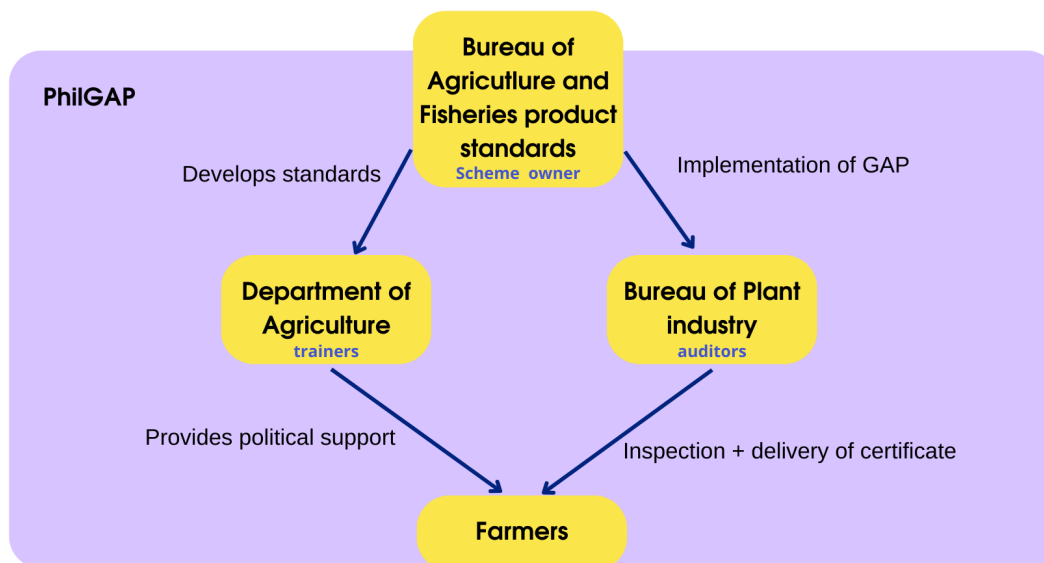 Bureau of
Agricutlure and
Fisheries product
standards
Scheme owner
PhilGAP
Develops standards
Implementation of GAP
Department of
Agriculture
trainers
Bureau of Plant
industry
auditors
Provides political support
Inspection + delivery of certificate
Farmers